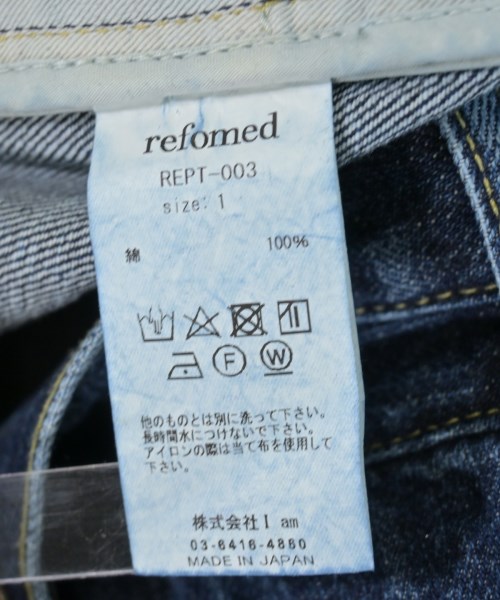 refomed
REPT-003
size: 1
綿 100%
F W
他のものとは別に洗って下さい。
長時間水につけないで下さい。
アイロンの際は当て布を使用して
下さい。
株式会社I am
03-6416-4860
MADE IN JAPAN